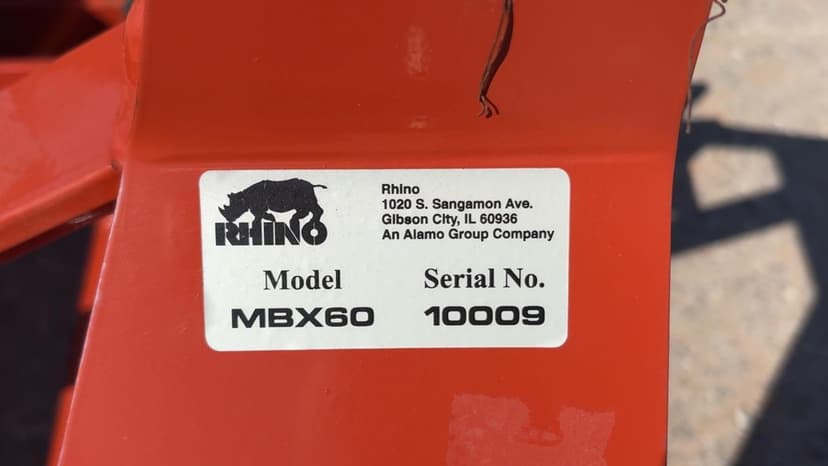 RHINO
Rhino
1020 S. Sangamon Ave.
Gibson City, IL 60936
An Alamo Group Company
Model Serial No.
MBX60 10009